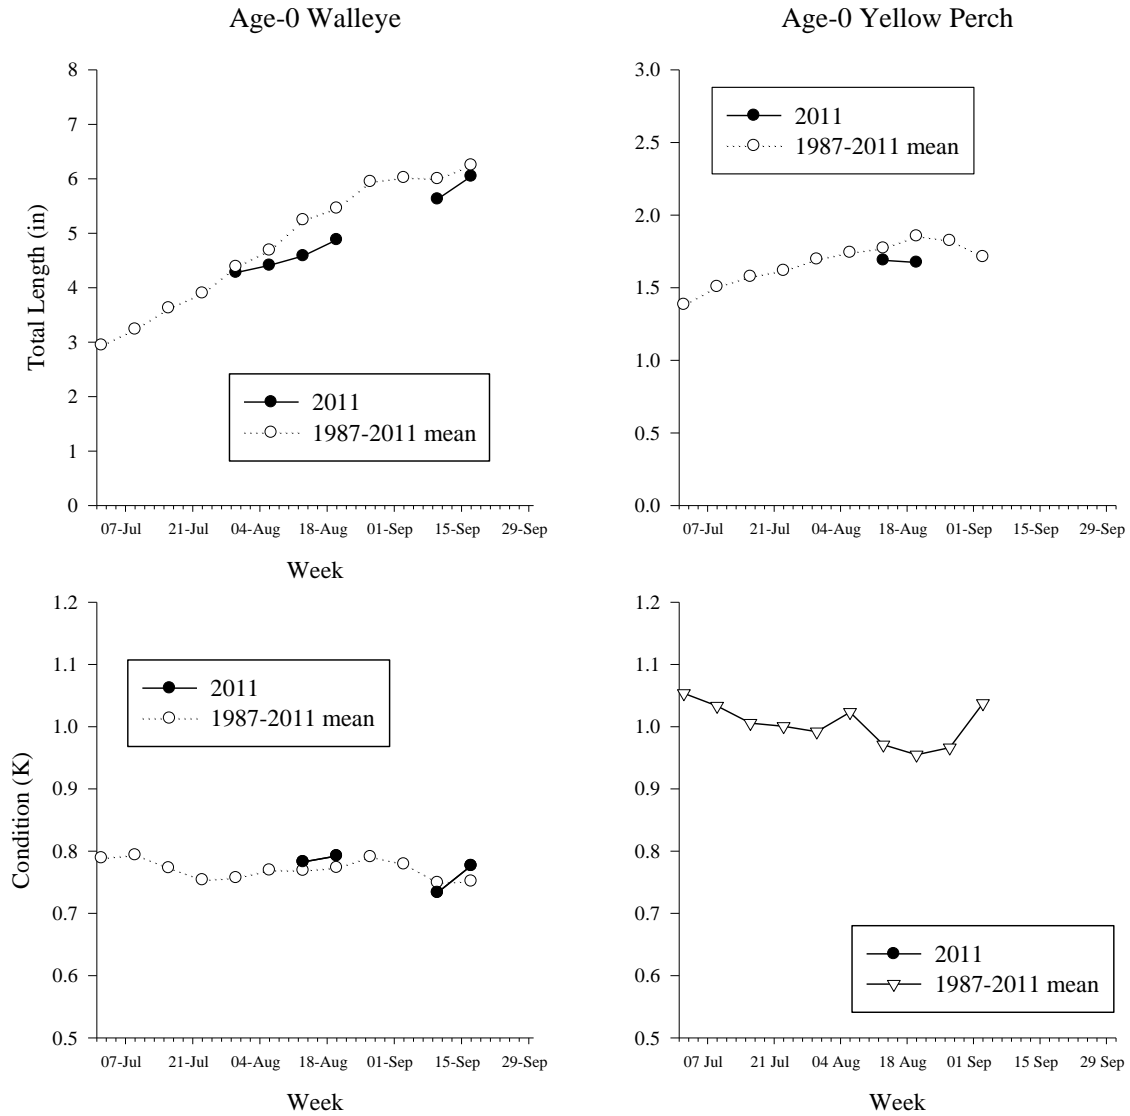 Age-0 Walleye
Age-0 Yellow Perch
Total Length (in)
8
7
6
5
4
3
2
1
0
2011
1987-2011 mean
07-Jul 21-Jul 04-Aug 18-Aug 01-Sep 15-Sep 29-Sep
Week
3.0
2.5
2.0
1.5
1.0
0.5
0.0
2011
1987-2011 mean
07-Jul 21-Jul 04-Aug 18-Aug 01-Sep 15-Sep 29-Sep
Condition (K)
1.2
1.1
1.0
0.9
0.8
0.7
0.6
0.5
2011
1987-2011 mean
07-Jul 21-Jul 04-Aug 18-Aug 01-Sep 15-Sep 29-Sep
Week
1.2
1.1
1.0
0.9
0.8
0.7
0.6
0.5
2011
1987-2011 mean
07 Jul 21-Jul 04-Aug 18-Aug 01 Sep 15-Sep 29-Sep
Week